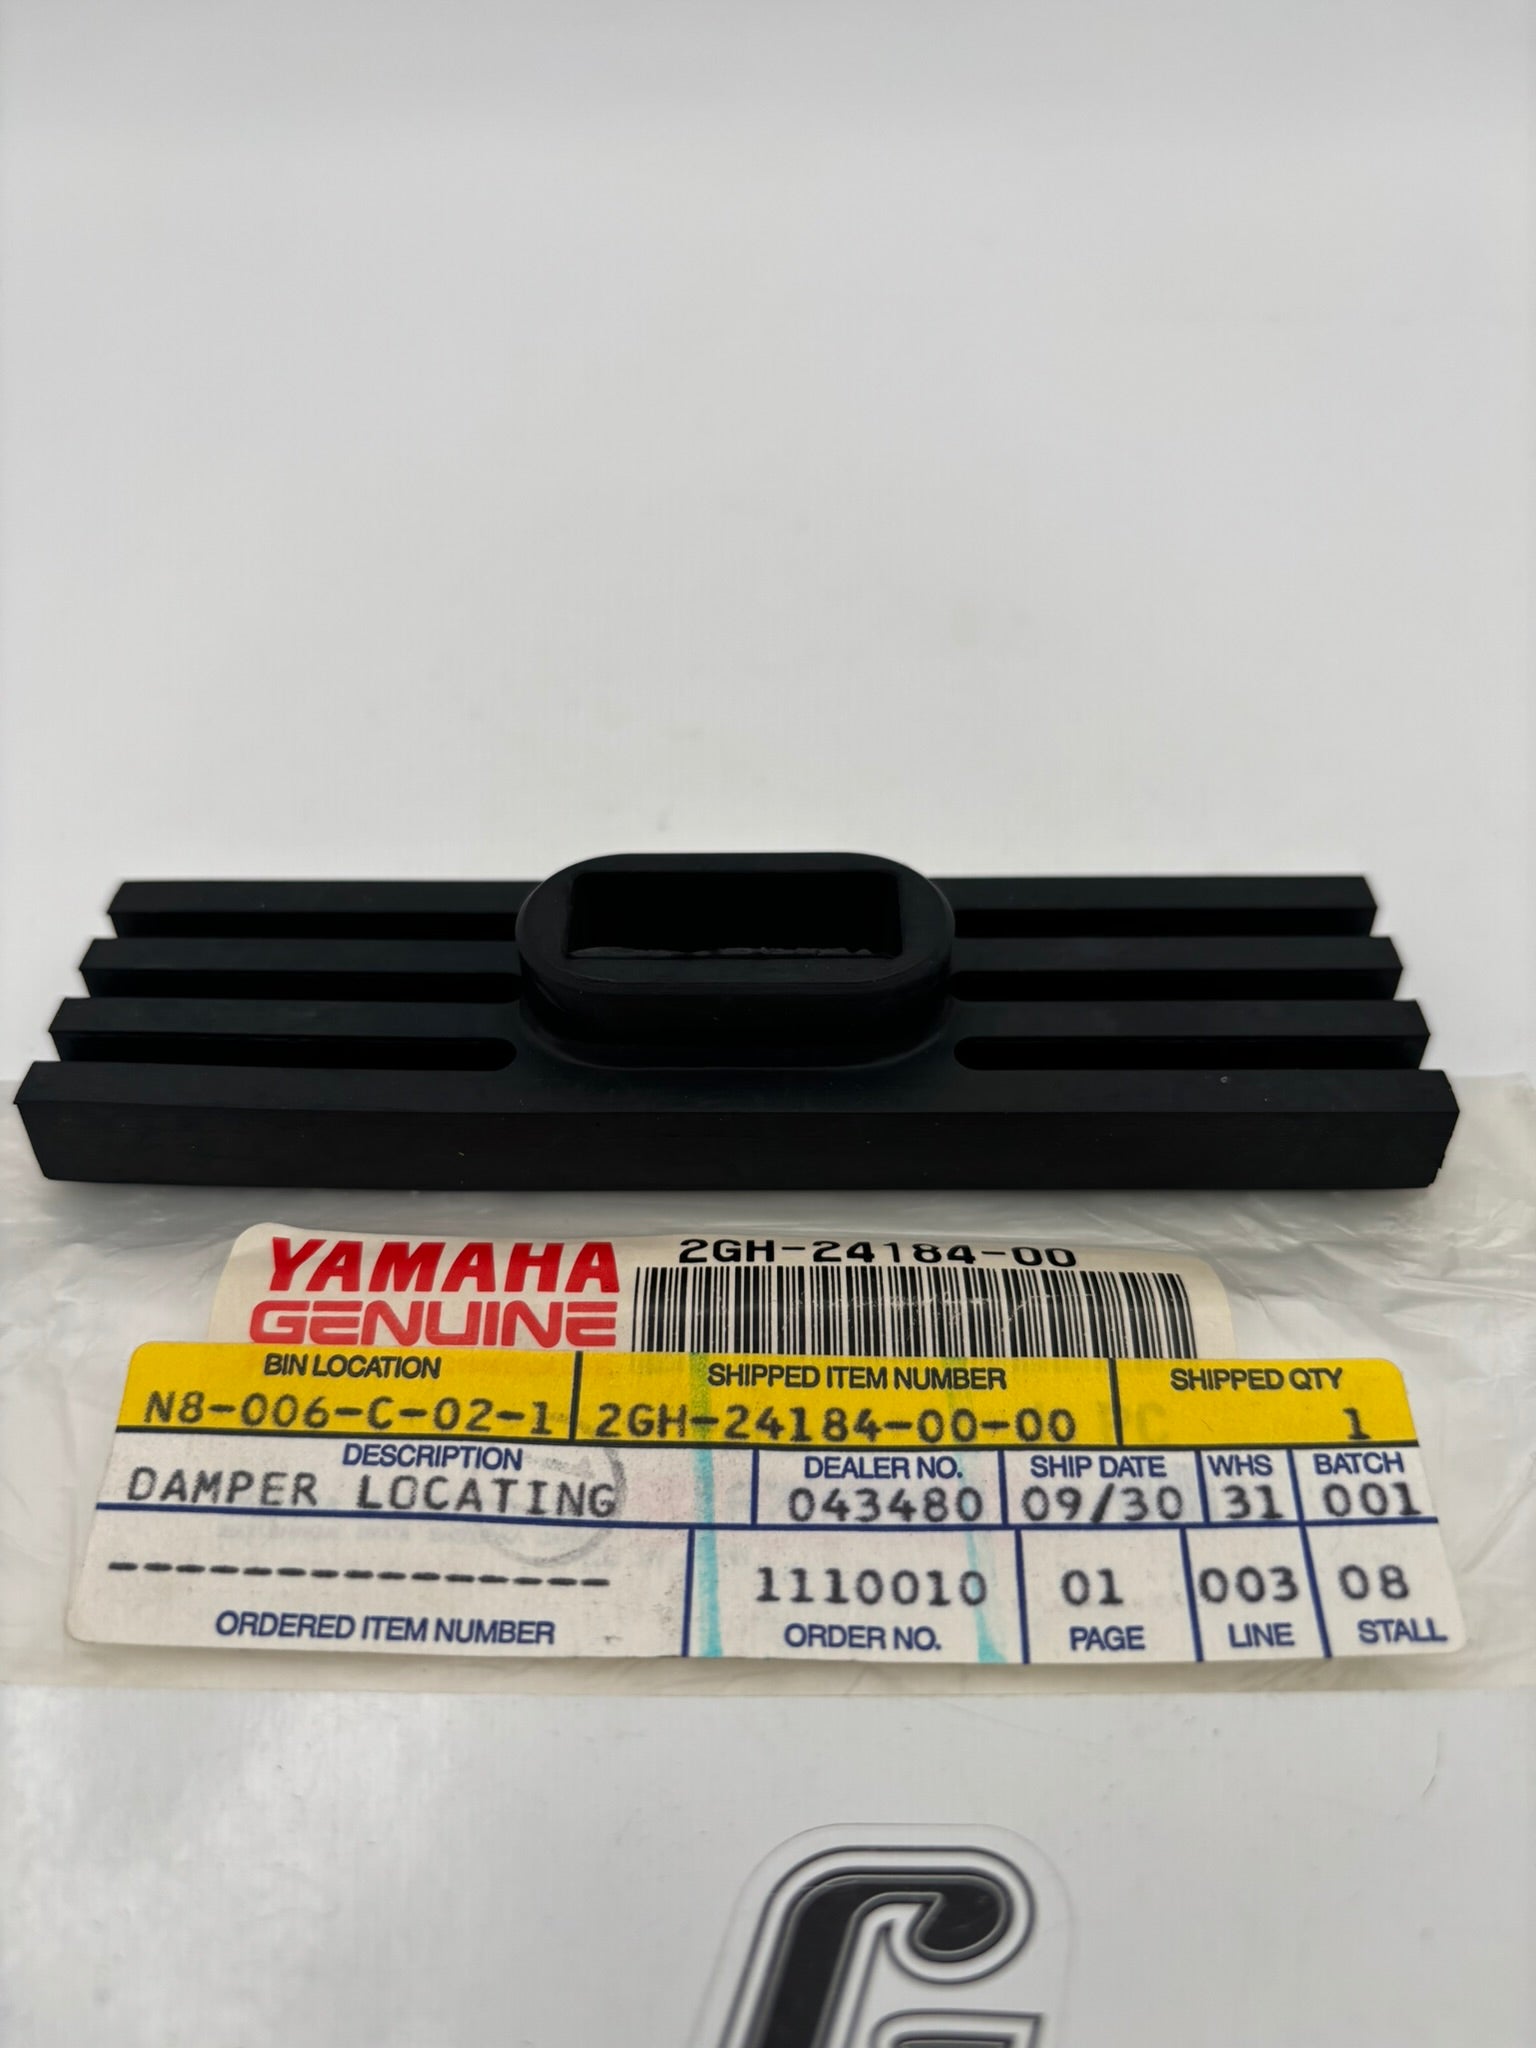 YAMAHA
GENUINE
2GH-24184-00
BIN LOCATION SHIPPED ITEM NUMBER SHIPPED QTY
N8-006-C-02-1 2GH-24184-00-00 1
DESCRIPTION DEALER NO. SHIP DATE WHS BATCH
DAMPER LOCATING 043480 09/30 31 001
--------------- 1110010 01 003 08
ORDERED ITEM NUMBER ORDER NO. PAGE LINE STALL